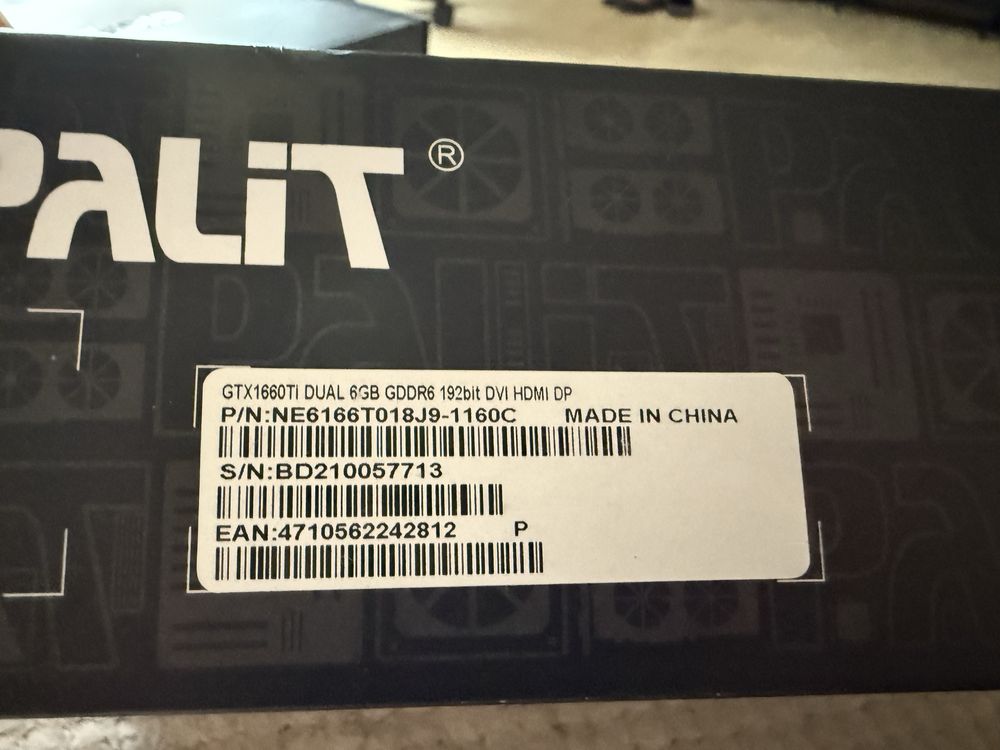 PALiT®
GTX1660Ti DUAL 6GB GDDR6 192bit DVI HDMI DP
P/N:NE6166T018J9-1160C MADE IN CHINA
S/N:BD210057713
EAN:4710562242812 P